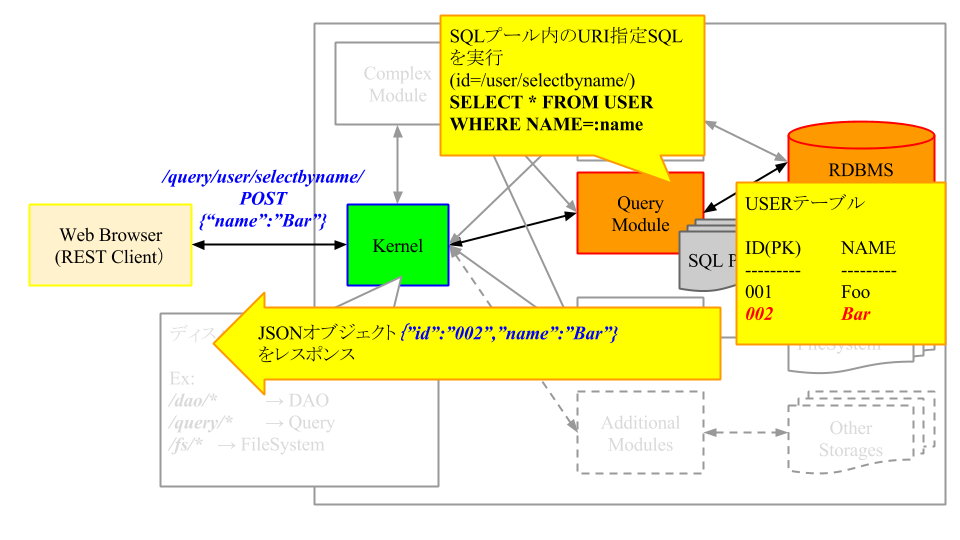 SQLプール内のURI指定SQL
を実行
(id=/user/selectbyname/)
SELECT * FROM USER
WHERE NAME=:name
Complex
Module
/query/user/selectbyname/
POST
{“name”:”Bar”}
RDBMS
Web Browser
(REST Client)
Kernel
Query
Module
SQL P
USERテーブル
ID(PK) NAME
--------- ---------
001 Foo
002 Bar
JSONオブジェクト{”id”:”002”,”name”:”Bar”}
をレスポンス
ディス
Ex:
/dao/* → DAO
/query/* → Query
/fs/* → FileSystem
FileSystem
Additional
Modules
Other
Storages